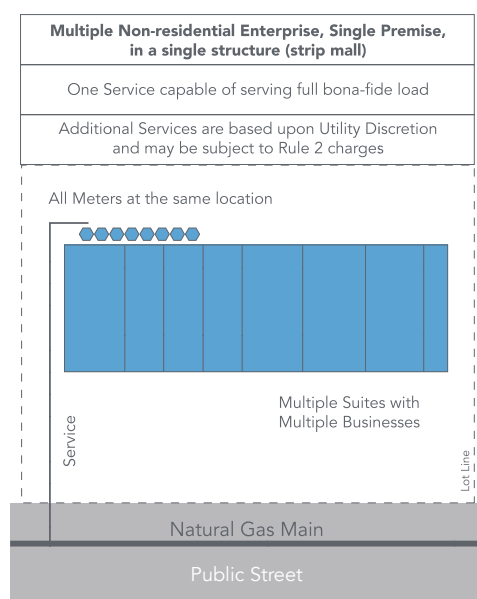 Multiple Non-residential Enterprise, Single Premise,
in a single structure (strip mall)
One Service capable of serving full bona-fide load
Additional Services are based upon Utility Discretion
and may be subject to Rule 2 charges
All Meters at the same location
Multiple Suites with
Multiple Businesses
Service
Lot Line
Natural Gas Main
Public Street